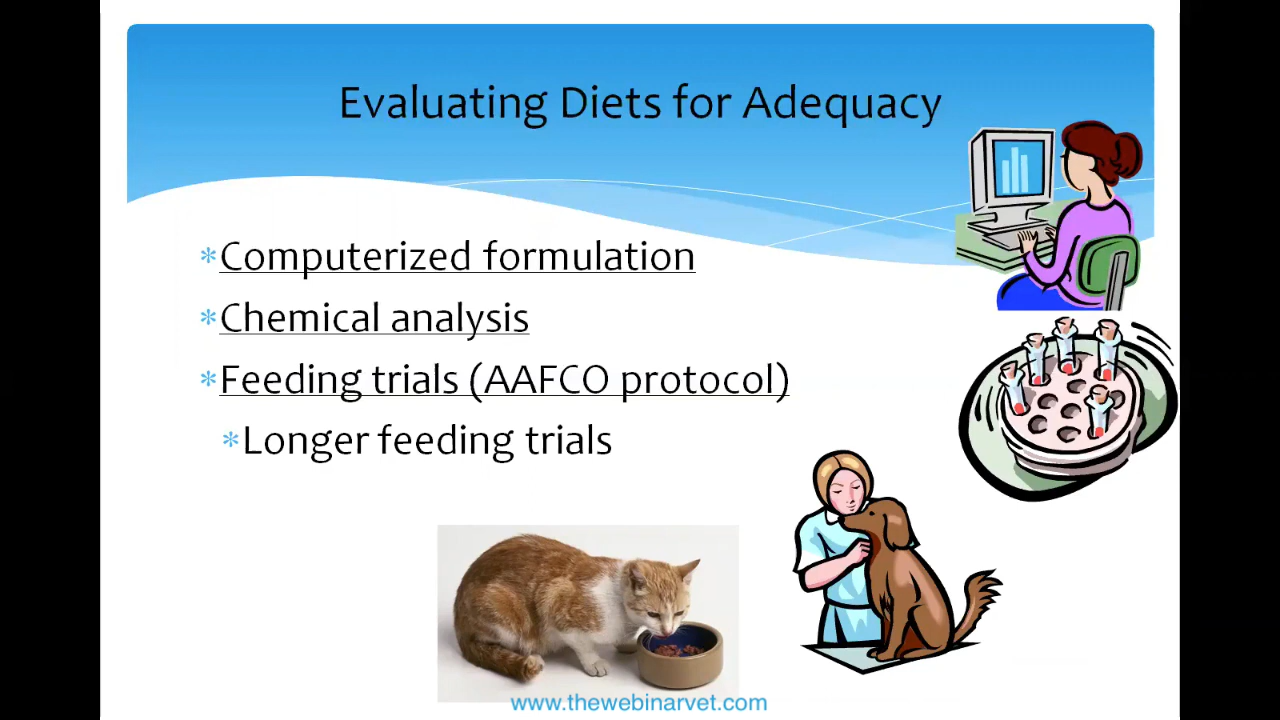 Evaluating Diets for Adequacy
*Computerized formulation
*Chemical analysis
*Feeding trials (AAFCO protocol)
*Longer feeding trials
www.thewebinarvet.com